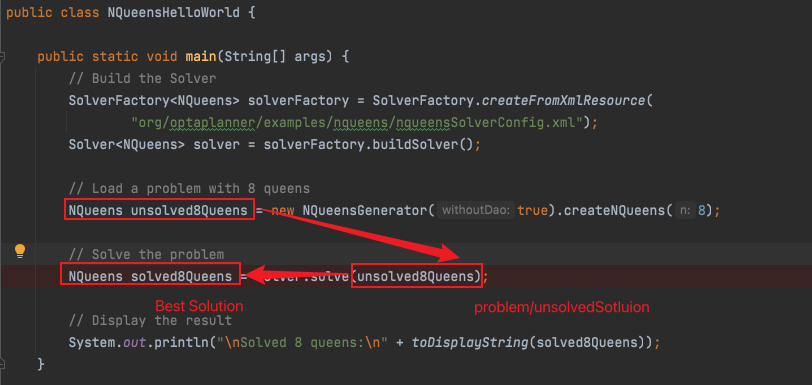 public class NQueensHelloWorld {
public static void main(String[] args) {
// Build the Solver
SolverFactory<NQueens> solverFactory = SolverFactory.createFromXmlResource(
"org/optaplanner/examples/nqueens/nqueensSolverConfig.xml");
Solver<NQueens> solver = solverFactory.buildSolver();
// Load a problem with 8 queens
NQueens unsolved8Queens = new NQueensGenerator( withoutDao: true).createNQueens( n: 8);
// Solve the problem
NQueens solved8Queens = solver.solve(unsolved8Queens);
Best Solution problem/unsolvedSotluion
// Display the result
System.out.println("\nSolved 8 queens:\n" + toDisplayString(solved8Queens));
}